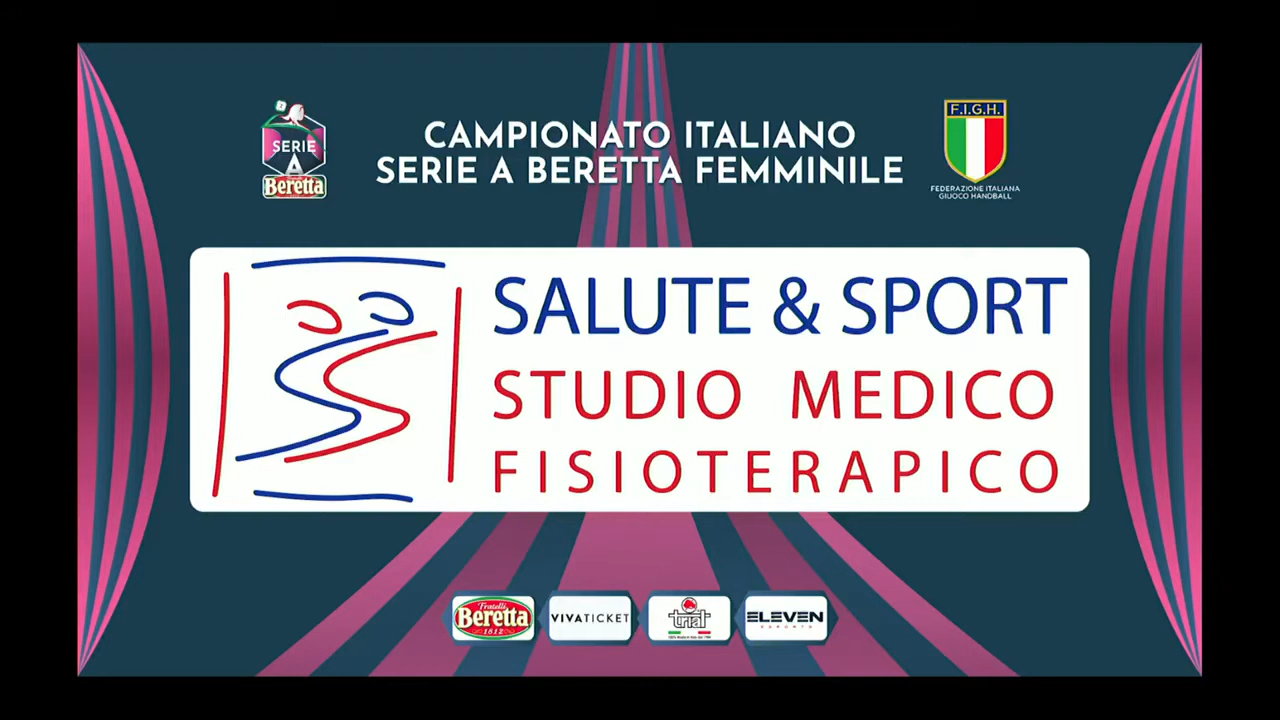 CAMPIONATO ITALIANO
SERIE A BERETTA FEMMINILE
SERIE
A
Beretta
F.I.G.H.
FEDERAZIONE ITALIANA
GIUOCO HANDBALL
SALUTE & SPORT
STUDIO MEDICO
FISIOTERAPICO
Fratelli
Beretta
1812
VIVATICKET
trial
ELEVEN
SPORTS